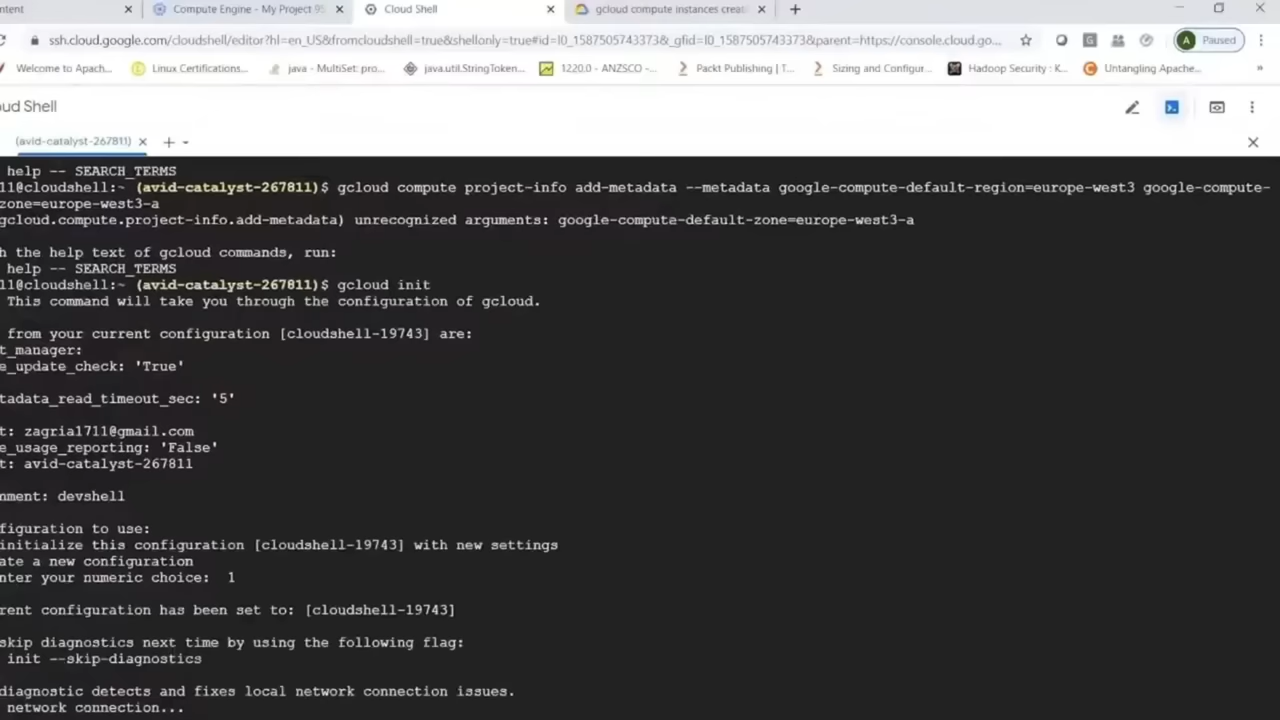 ntent
Compute Engine - My Project 95
Cloud Shell
gcloud compute instances creat
ssh.cloud.google.com/cloudshell/editor?hl=en_US&fromcloudshell=true&shellonly=true#id=I0_1587505743373&_gfid=I0_1587505743373&parent=https://console.cloud.go...
A Paused
Welcome to Apach...
Linux Certifications...
java - MultiSet: pro...
java.util.StringToken...
1220.0 - ANZSCO -...
Packt Publishing | T...
Sizing and Configur...
Hadoop Security : K...
Untangling Apache...
»
oud Shell
(avid-catalyst-267811)
help -- SEARCH_TERMS
11@cloudshell:~ (avid-catalyst-267811)$ gcloud compute project-info add-metadata --metadata google-compute-default-region=europe-west3 google-compute-
zone=europe-west3-a
gcloud.compute.project-info.add-metadata) unrecognized arguments: google-compute-default-zone=europe-west3-a
h the help text of gcloud commands, run:
help -- SEARCH_TERMS
11@cloudshell:~ (avid-catalyst-267811)$ gcloud init
This command will take you through the configuration of gcloud.
from your current configuration [cloudshell-19743] are:
t_manager:
e_update_check: 'True'
tadata_read_timeout_sec: '5'
t: zagria1711@gmail.com
e_usage_reporting: 'False'
t: avid-catalyst-267811
nment: devshell
figuration to use:
initialize this configuration [cloudshell-19743] with new settings
ate a new configuration
nter your numeric choice:  1
rent configuration has been set to: [cloudshell-19743]
skip diagnostics next time by using the following flag:
init --skip-diagnostics
diagnostic detects and fixes local network connection issues.
network connection...